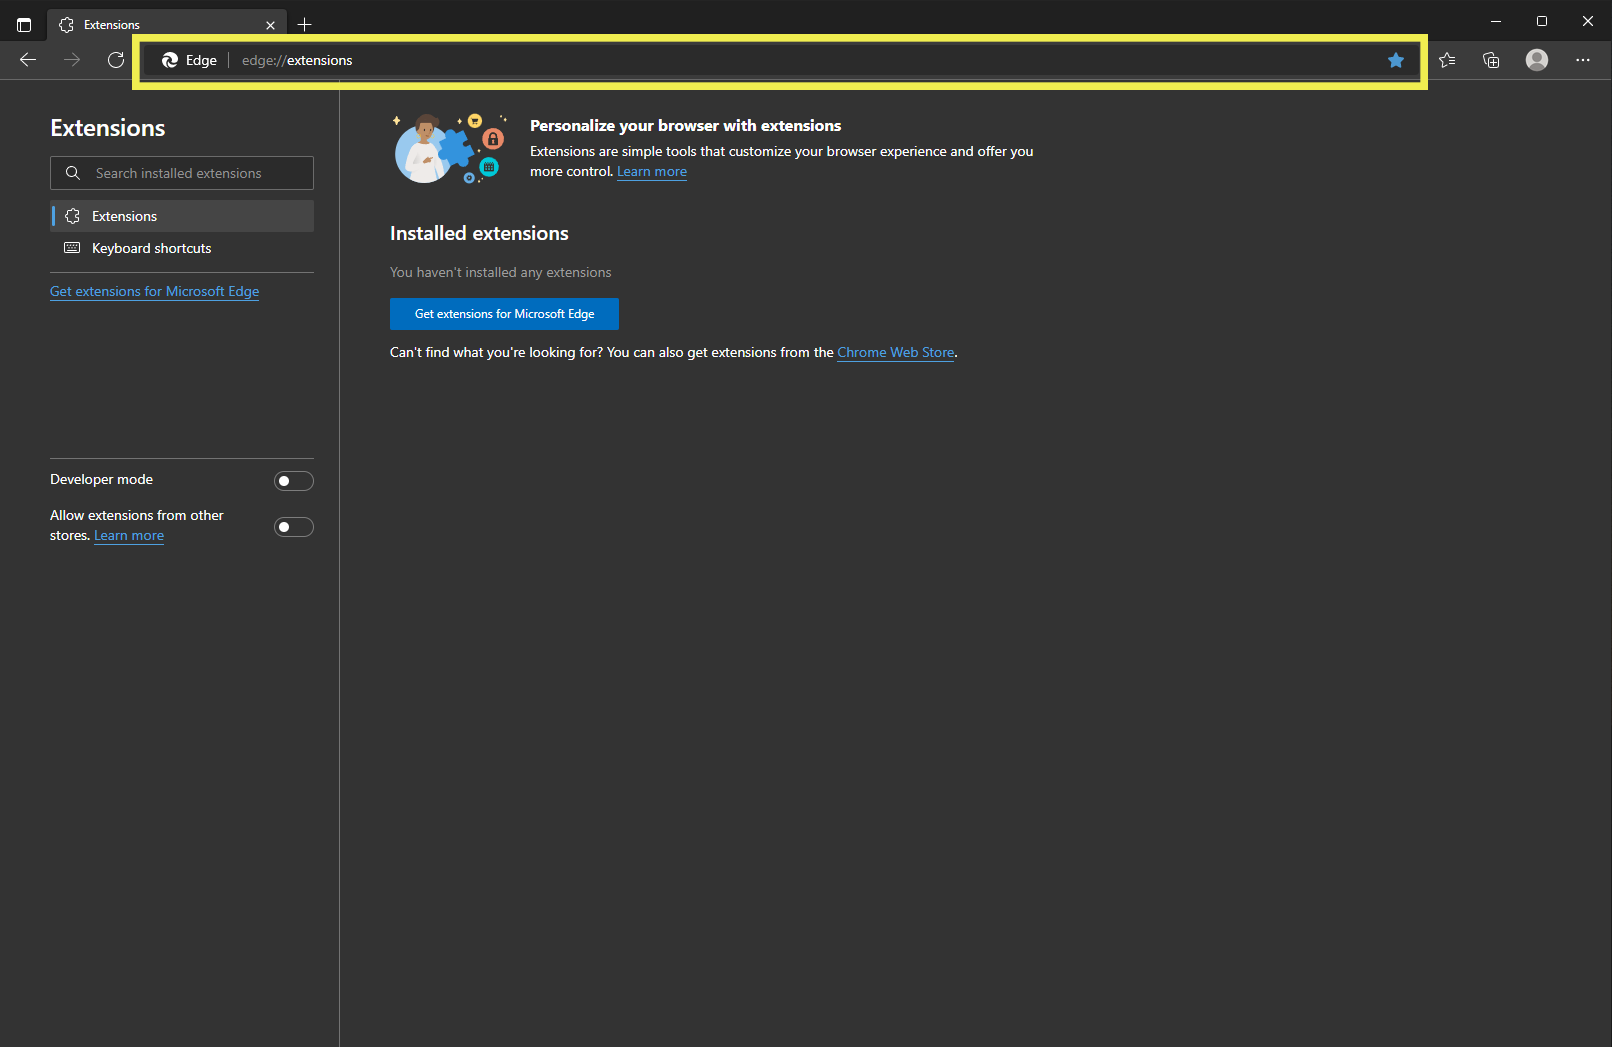 Extensions
Edge
edge://extensions
Extensions
Search installed extensions
Extensions
Keyboard shortcuts
Get extensions for Microsoft Edge
Developer mode
Allow extensions from other
stores. Learn more
Personalize your browser with extensions
Extensions are simple tools that customize your browser experience and offer you
more control. Learn more
Installed extensions
You haven't installed any extensions
Get extensions for Microsoft Edge
Can't find what you're looking for? You can also get extensions from the Chrome Web Store.